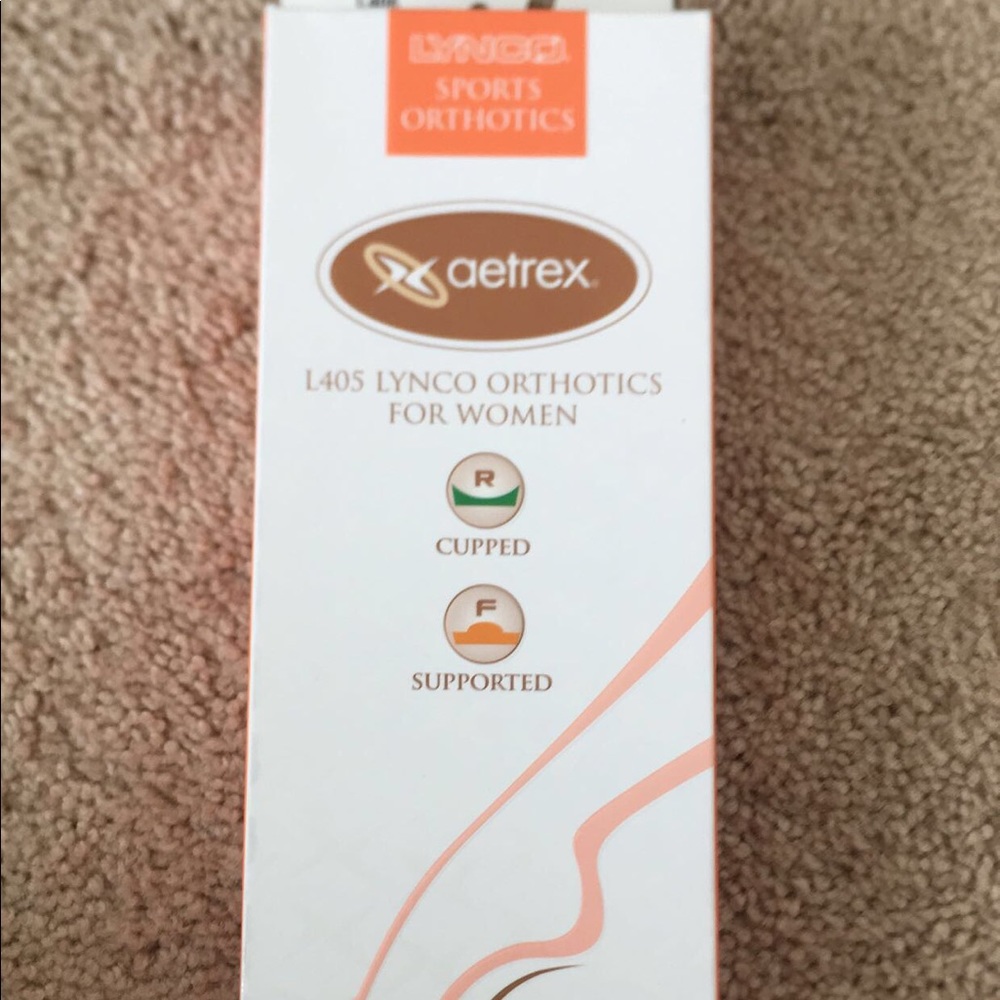 LYNCO.
SPORTS
ORTHOTICS
aetrex
L405 LYNCO ORTHOTICS
FOR WOMEN
R
CUPPED
F
SUPPORTED